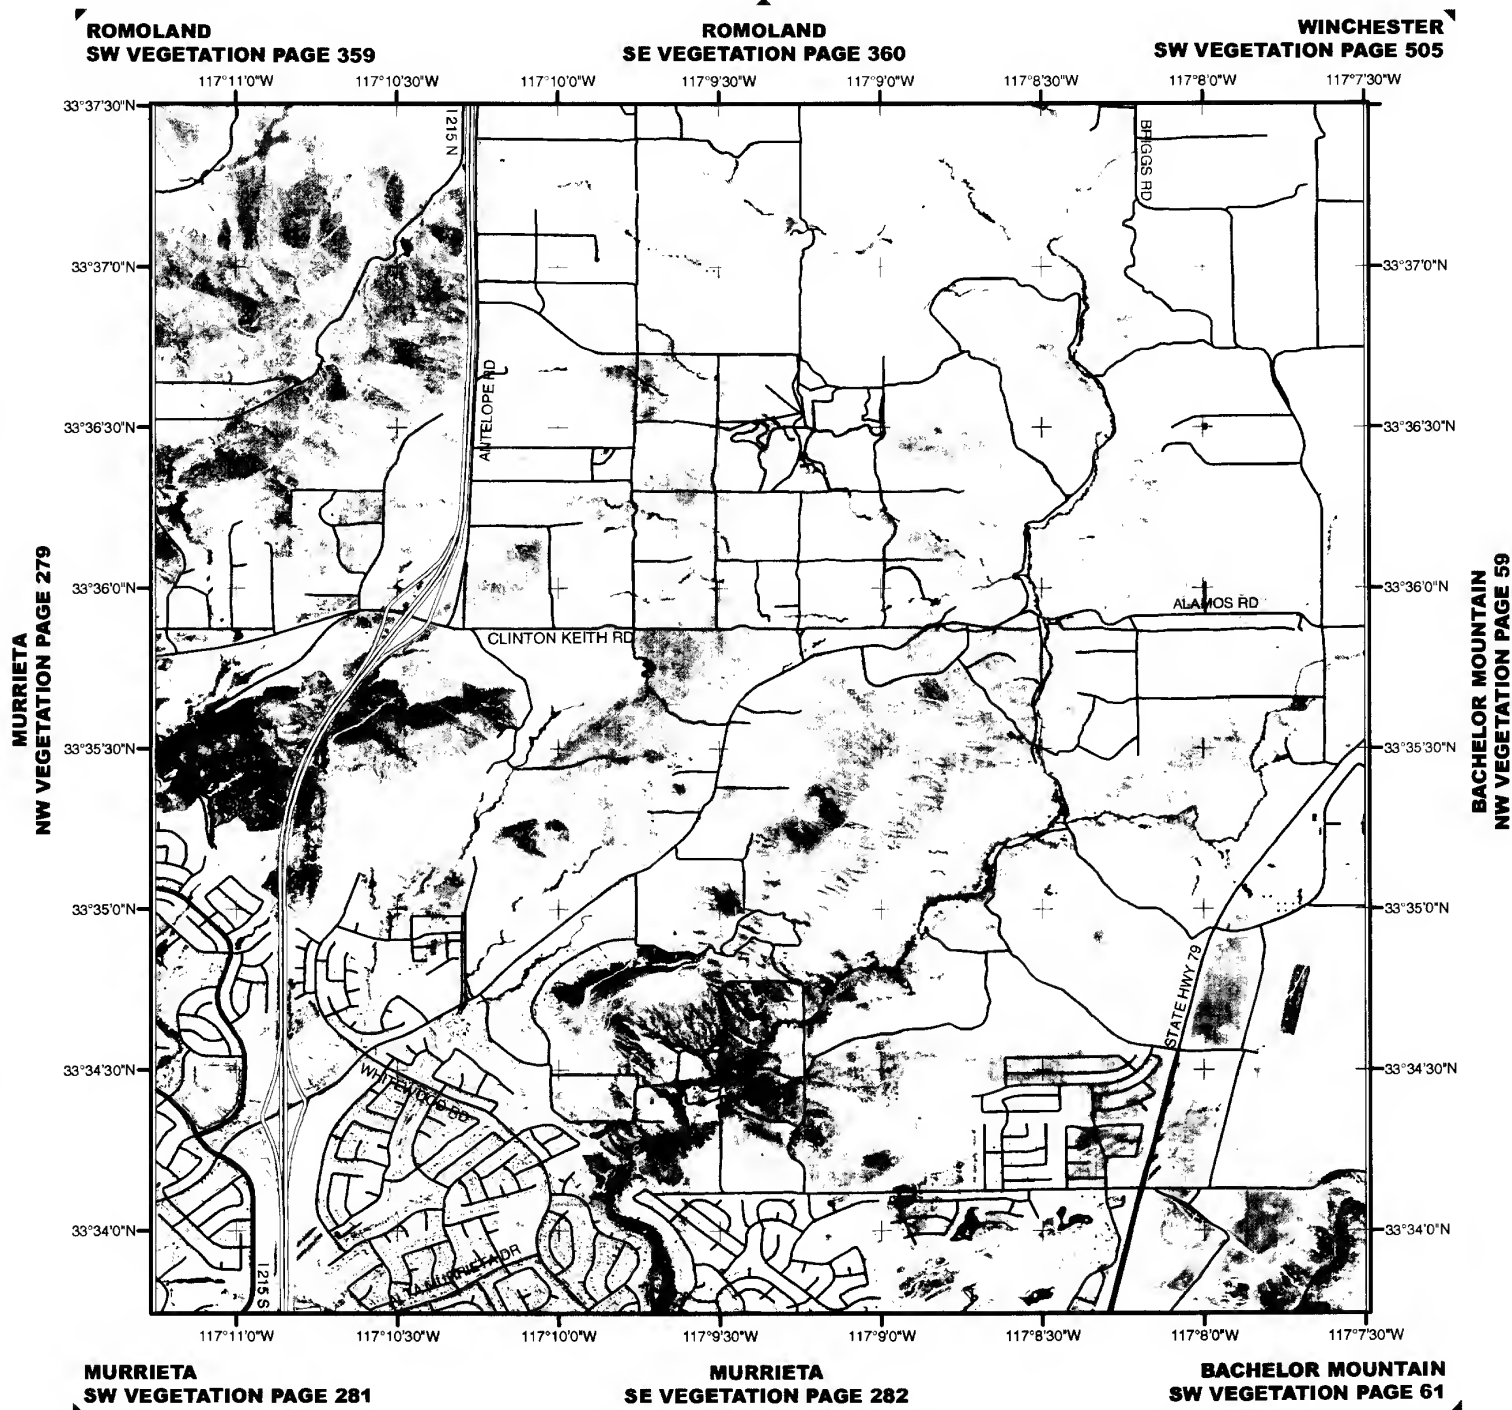 ROMOLAND
SW VEGETATION PAGE 359
ROMOLAND
SE VEGETATION PAGE 360
WINCHESTER
SW VEGETATION PAGE 505
117°11'0"W
117°10'30"W
117°10'0"W
117°9'30"W
117°9'0"W
117°8'30"W
117°8'0"W
117°7'30"W
33°37'30"N
I 215 N
BRIGGS RD
33°37'0"N
33°37'0"N
ANTELOPE RD
33°36'30"N
33°36'30"N
MURRIETA
NW VEGETATION PAGE 279
BACHELOR MOUNTAIN
NW VEGETATION PAGE 59
33°36'0"N
33°36'0"N
ALAMOS RD
CLINTON KEITH RD
33°35'30"N
33°35'30"N
33°35'0"N
33°35'0"N
STATE HWY 79
33°34'30"N
33°34'30"N
WHITEWOOD RD
33°34'0"N
33°34'0"N
ALTA MURRIETA DR
I 215 S
117°11'0"W
117°10'30"W
117°10'0"W
117°9'30"W
117°9'0"W
117°8'30"W
117°8'0"W
117°7'30"W
MURRIETA
SW VEGETATION PAGE 281
MURRIETA
SE VEGETATION PAGE 282
BACHELOR MOUNTAIN
SW VEGETATION PAGE 61